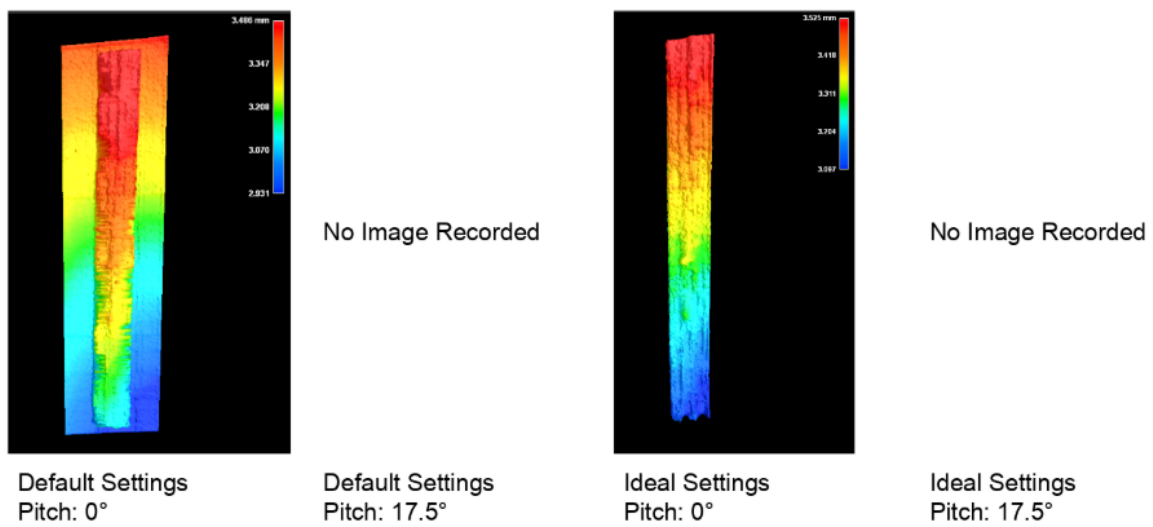 3.486 mm
3.347
3.208
3.070
2.931
No Image Recorded
3.525 mm
3.418
3.311
3.204
3.097
No Image Recorded
Default Settings
Pitch: 0°
Default Settings
Pitch: 17.5°
Ideal Settings
Pitch: 0°
Ideal Settings
Pitch: 17.5°